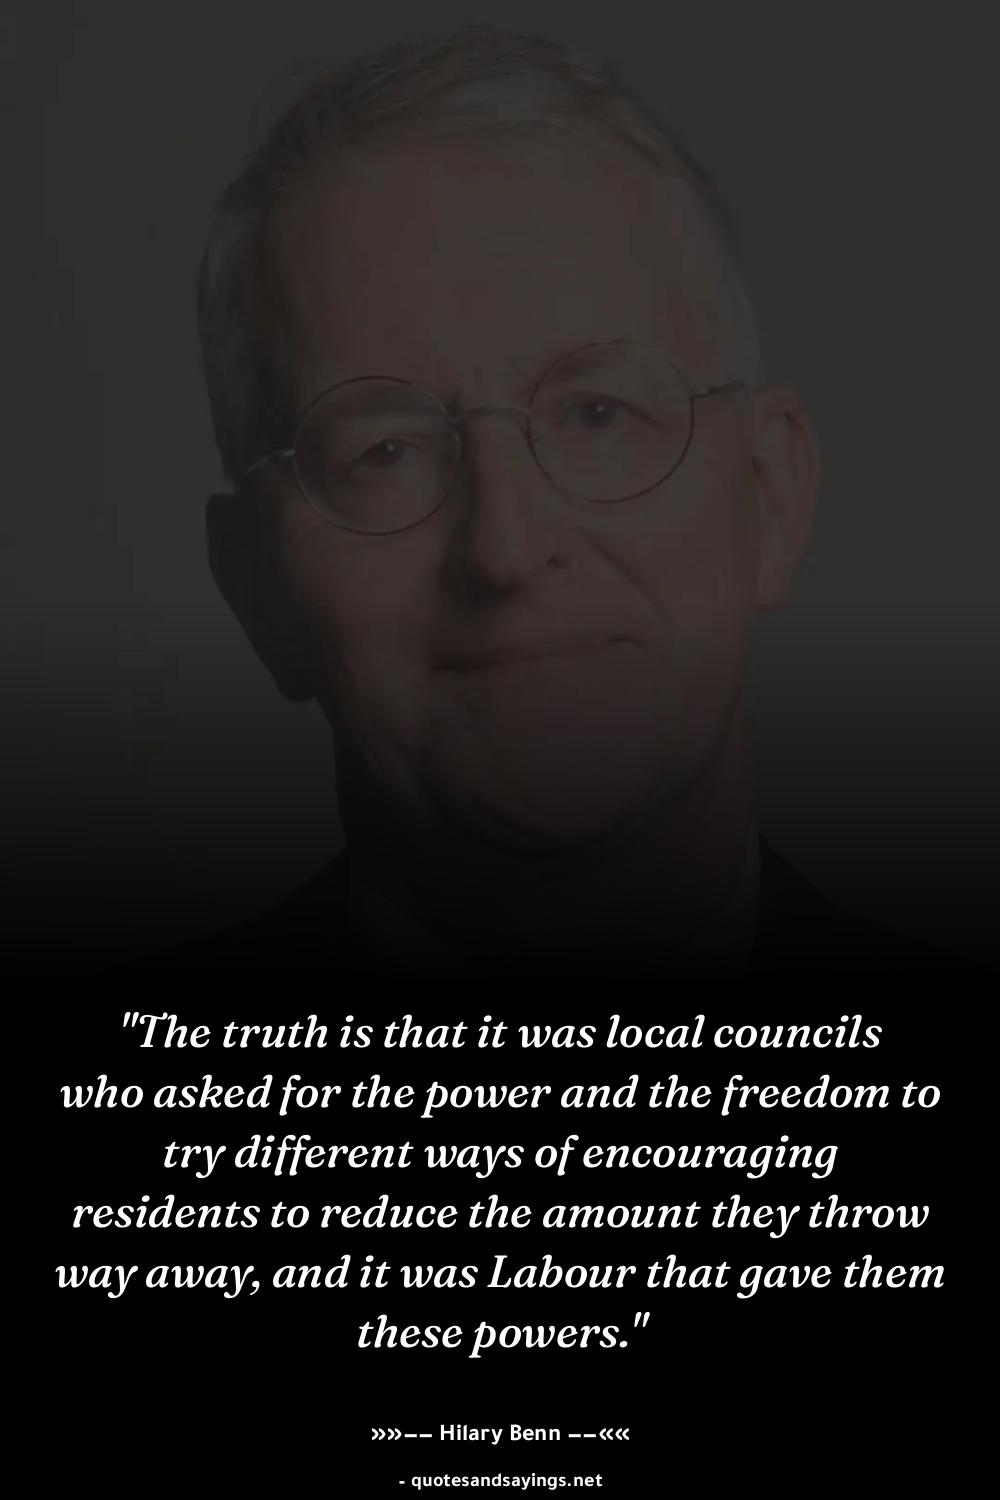 "The truth is that it was local councils
who asked for the power and the freedom to
try different ways of encouraging
residents to reduce the amount they throw
way away, and it was Labour that gave them
these powers."
»»—— Hilary Benn ——««
- quotesandsayings.net